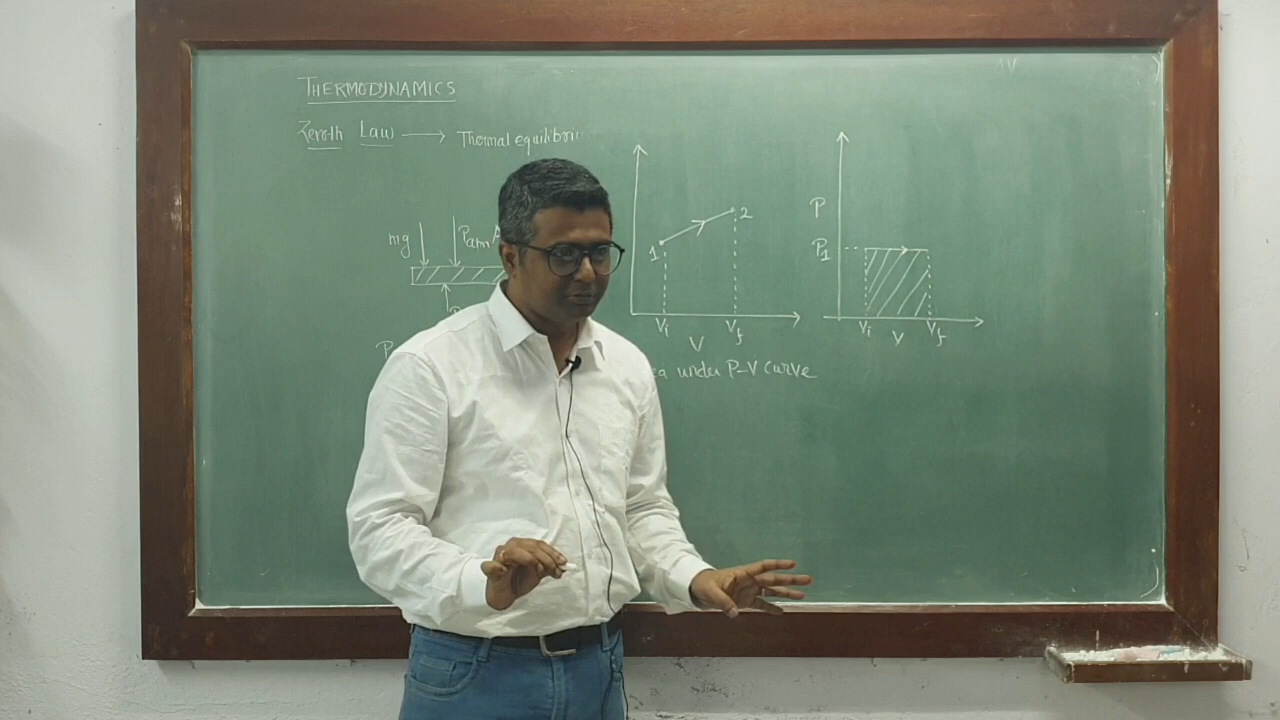 THERMODYNAMICS
Zeroth Law → Thermal equilibri
mg
Patm A
1
2
Vi
Vf
V
under P-V curve
P
P1
Vi
V
Vf